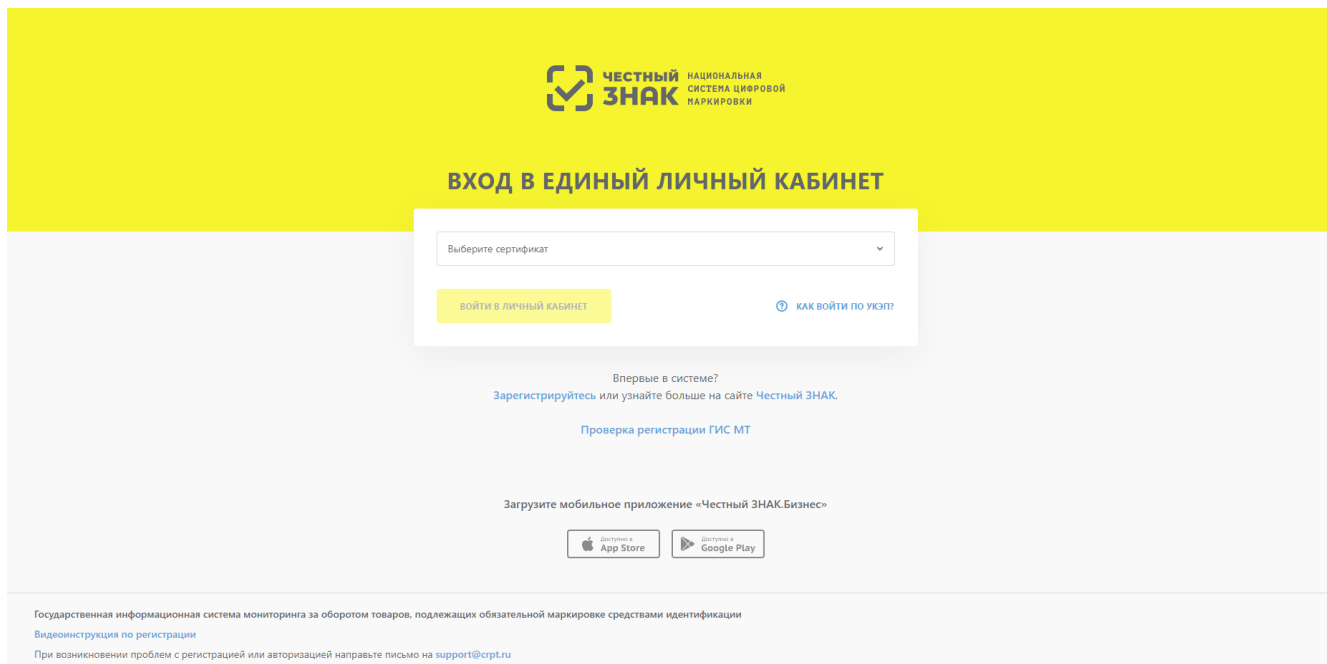 ЧЕСТНЫЙ ЗНАК
НАЦИОНАЛЬНАЯ СИСТЕМА ЦИФРОВОЙ МАРКИРОВКИ
ВХОД В ЕДИНЫЙ ЛИЧНЫЙ КАБИНЕТ
Выберите сертификат
ВОЙТИ В ЛИЧНЫЙ КАБИНЕТ
? КАК ВОЙТИ ПО УКЭП?
Впервые в системе?
Зарегистрируйтесь или узнайте больше на сайте Честный ЗНАК.
Проверка регистрации ГИС МТ
Загрузите мобильное приложение «Честный ЗНАК.Бизнес»
Доступно в App Store
Доступно в Google Play
Государственная информационная система мониторинга за оборотом товаров, подлежащих обязательной маркировке средствами идентификации
Видеоинструкция по регистрации
При возникновении проблем с регистрацией или авторизацией направьте письмо на support@crpt.ru